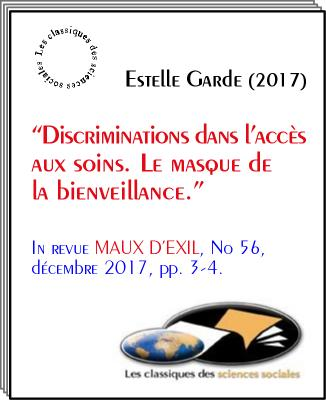 Les classiques des sciences sociales
Estelle Garde (2017)
“Discriminations dans l’accès
aux soins. Le masque de
la bienveillance.”
In revue MAUX D’EXIL, No 56,
décembre 2017, pp. 3-4.
Les classiques des sciences sociales